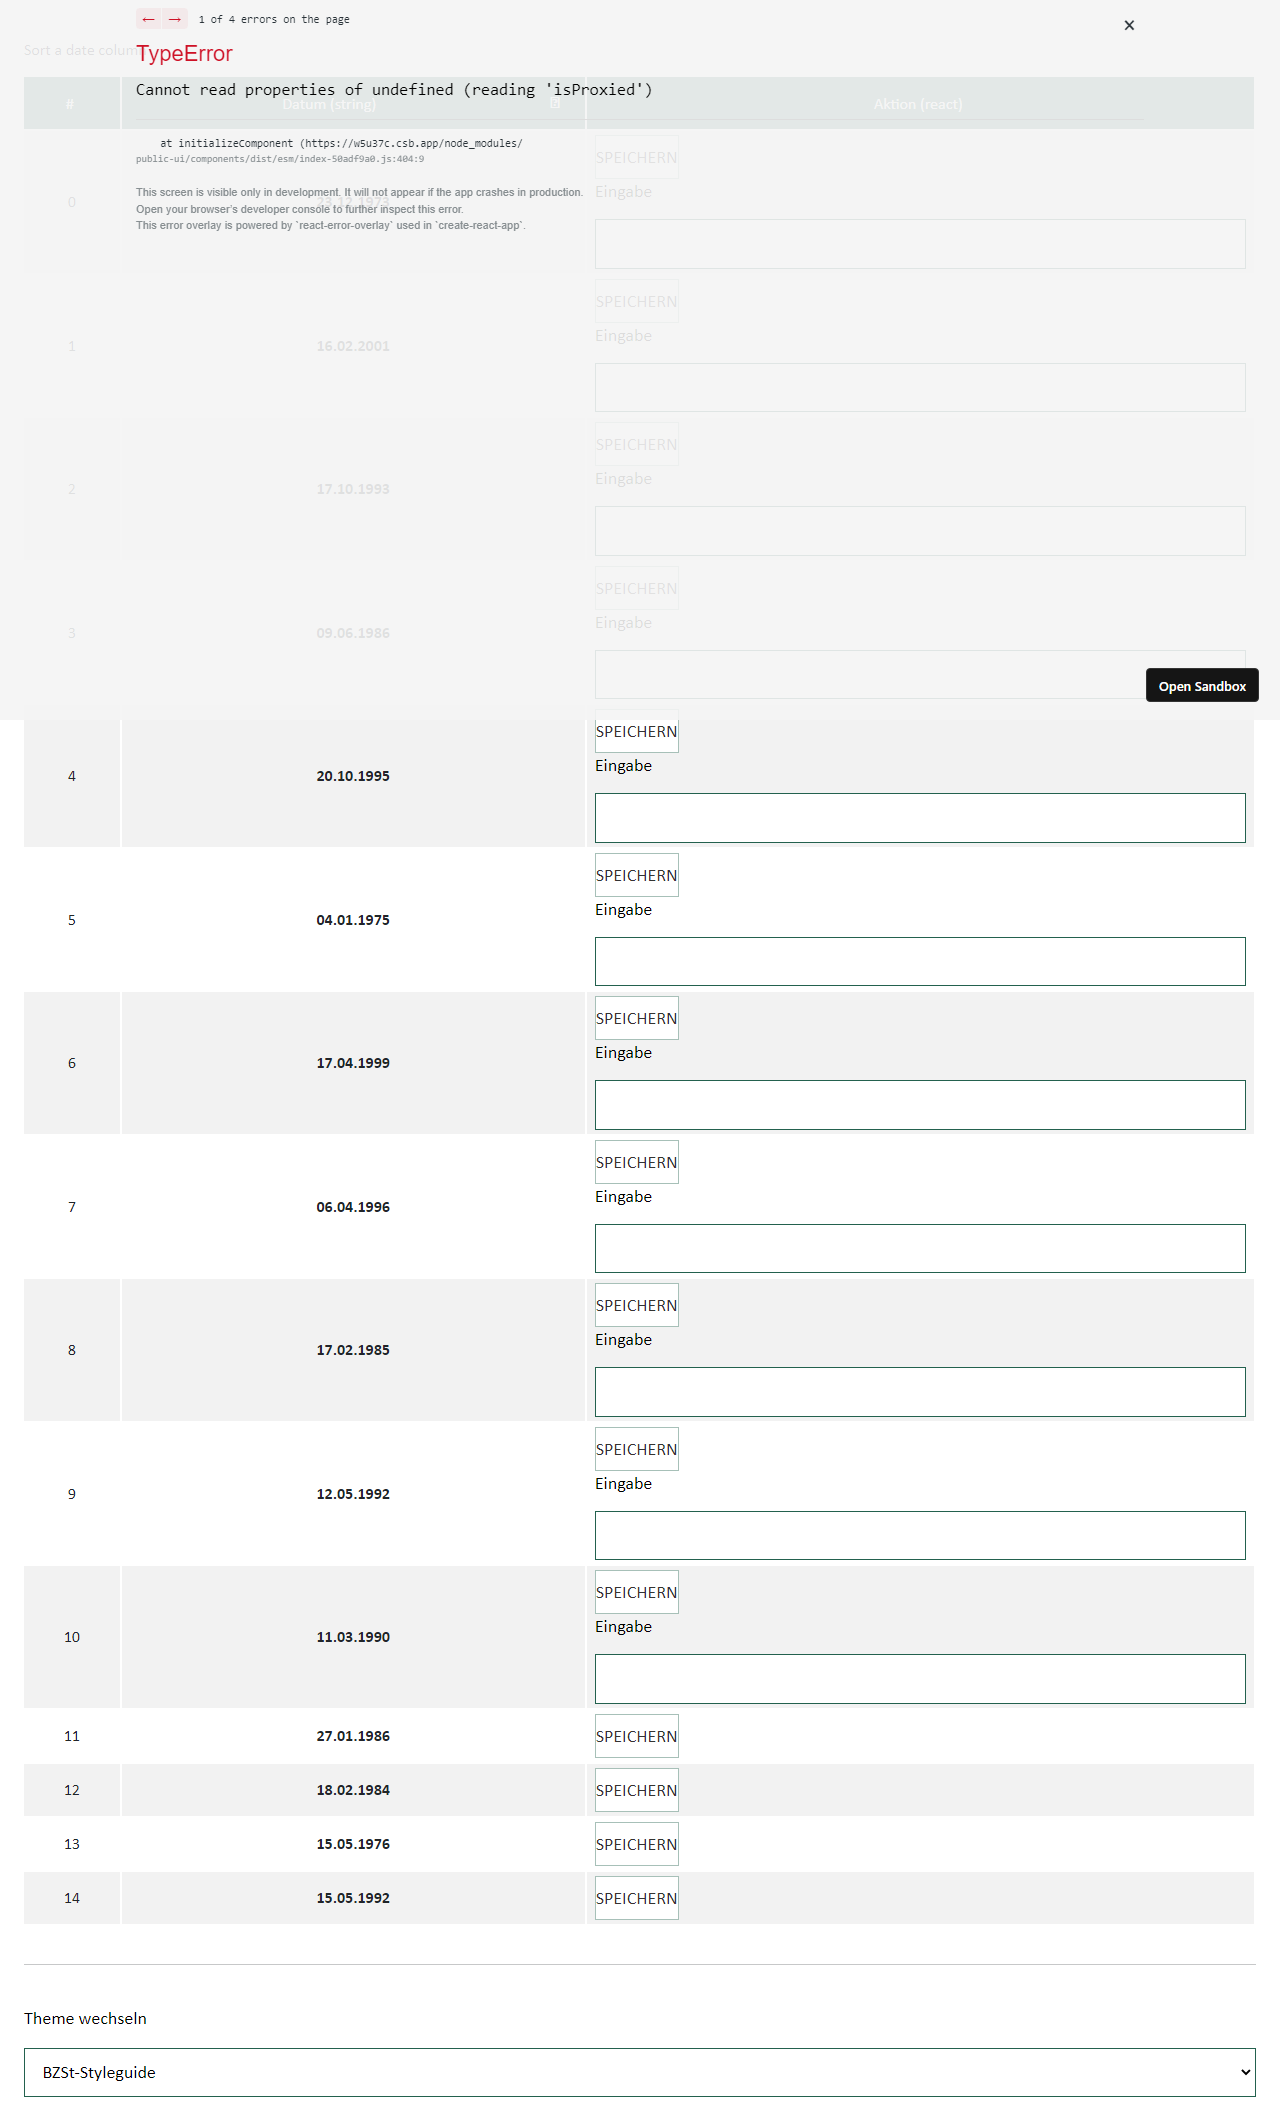 ← → 1 of 4 errors on the page
×
Sort a date colum
TypeError
Cannot read properties of undefined (reading 'isProxied')
# Datum (string) Aktion (react)
at initializeComponent (https://w5u37c.csb.app/node_modules/
public-ui/components/dist/esm/index-50adf9a0.js:404:9
This screen is visible only in development. It will not appear if the app crashes in production.
Open your browser's developer console to further inspect this error.
This error overlay is powered by `react-error-overlay` used in `create-react-app`.
0 23.12.1973 SPEICHERN
Eingabe
1 16.02.2001 SPEICHERN
Eingabe
2 17.10.1993 SPEICHERN
Eingabe
3 09.06.1986 SPEICHERN
Eingabe
Open Sandbox
4 20.10.1995 SPEICHERN
Eingabe
5 04.01.1975 SPEICHERN
Eingabe
6 17.04.1999 SPEICHERN
Eingabe
7 06.04.1996 SPEICHERN
Eingabe
8 17.02.1985 SPEICHERN
Eingabe
9 12.05.1992 SPEICHERN
Eingabe
10 11.03.1990 SPEICHERN
Eingabe
11 27.01.1986 SPEICHERN
12 18.02.1984 SPEICHERN
13 15.05.1976 SPEICHERN
14 15.05.1992 SPEICHERN
Theme wechseln
BZSt-Styleguide